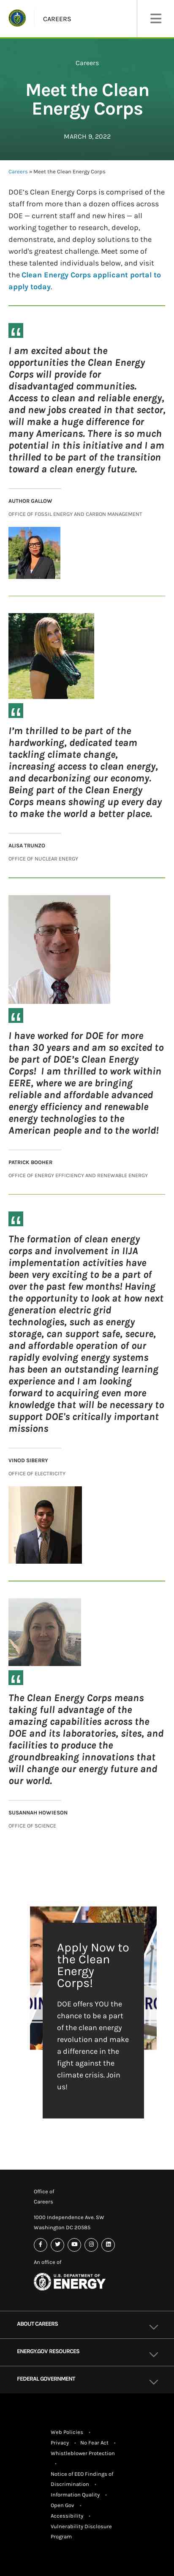 CAREERS
Careers
Meet the Clean
Energy Corps
MARCH 9, 2022
Careers » Meet the Clean Energy Corps
DOE’s Clean Energy Corps is comprised of the
staff from more than a dozen offices across
DOE — current staff and new hires — all
working together to research, develop,
demonstrate, and deploy solutions to the
world's greatest challenge. Meet some of
these talented individuals below, and visit
the Clean Energy Corps applicant portal to
apply today.
“
I am excited about the
opportunities the Clean Energy
Corps will provide for
disadvantaged communities.
Access to clean and reliable energy,
and new jobs created in that sector,
will make a huge difference for
many Americans. There is so much
potential in this initiative and I am
thrilled to be part of the transition
toward a clean energy future.
AUTHOR GALLOW
OFFICE OF FOSSIL ENERGY AND CARBON MANAGEMENT
“
I’m thrilled to be part of the
hardworking, dedicated team
tackling climate change,
increasing access to clean energy,
and decarbonizing our economy.
Being part of the Clean Energy
Corps means showing up every day
to make the world a better place.
ALISA TRUNZO
OFFICE OF NUCLEAR ENERGY
“
I have worked for DOE for more
than 30 years and am so excited to
be part of DOE’s Clean Energy
Corps! I am thrilled to work within
EERE, where we are bringing
reliable and affordable advanced
energy efficiency and renewable
energy technologies to the
American people and to the world!
PATRICK BOOHER
OFFICE OF ENERGY EFFICIENCY AND RENEWABLE ENERGY
“
The formation of clean energy
corps and involvement in IIJA
implementation activities have
been very exciting to be a part of
over the past few months! Having
the opportunity to look at how next
generation electric grid
technologies, such as energy
storage, can support safe, secure,
and affordable operation of our
rapidly evolving energy systems
has been an outstanding learning
experience and I am looking
forward to acquiring even more
knowledge that will be necessary to
support DOE's critically important
missions
VINOD SIBERRY
OFFICE OF ELECTRICITY
“
The Clean Energy Corps means
taking full advantage of the
amazing capabilities across the
DOE and its laboratories, sites, and
facilities to produce the
groundbreaking innovations that
will change our energy future and
our world.
SUSANNAH HOWIESON
OFFICE OF SCIENCE
Apply Now to
the Clean
Energy
Corps!
DOE offers YOU the
chance to be a part
of the clean energy
revolution and make
a difference in the
fight against the
climate crisis. Join
us!
Office of
Careers
1000 Independence Ave. SW
Washington DC 20585
An office of
U.S. DEPARTMENT OF
ENERGY
ABOUT CAREERS
ENERGY.GOV RESOURCES
FEDERAL GOVERNMENT
Web Policies •
Privacy • No Fear Act •
Whistleblower Protection
•
Notice of EEO Findings of
Discrimination •
Information Quality •
Open Gov •
Accessibility •
Vulnerability Disclosure
Program